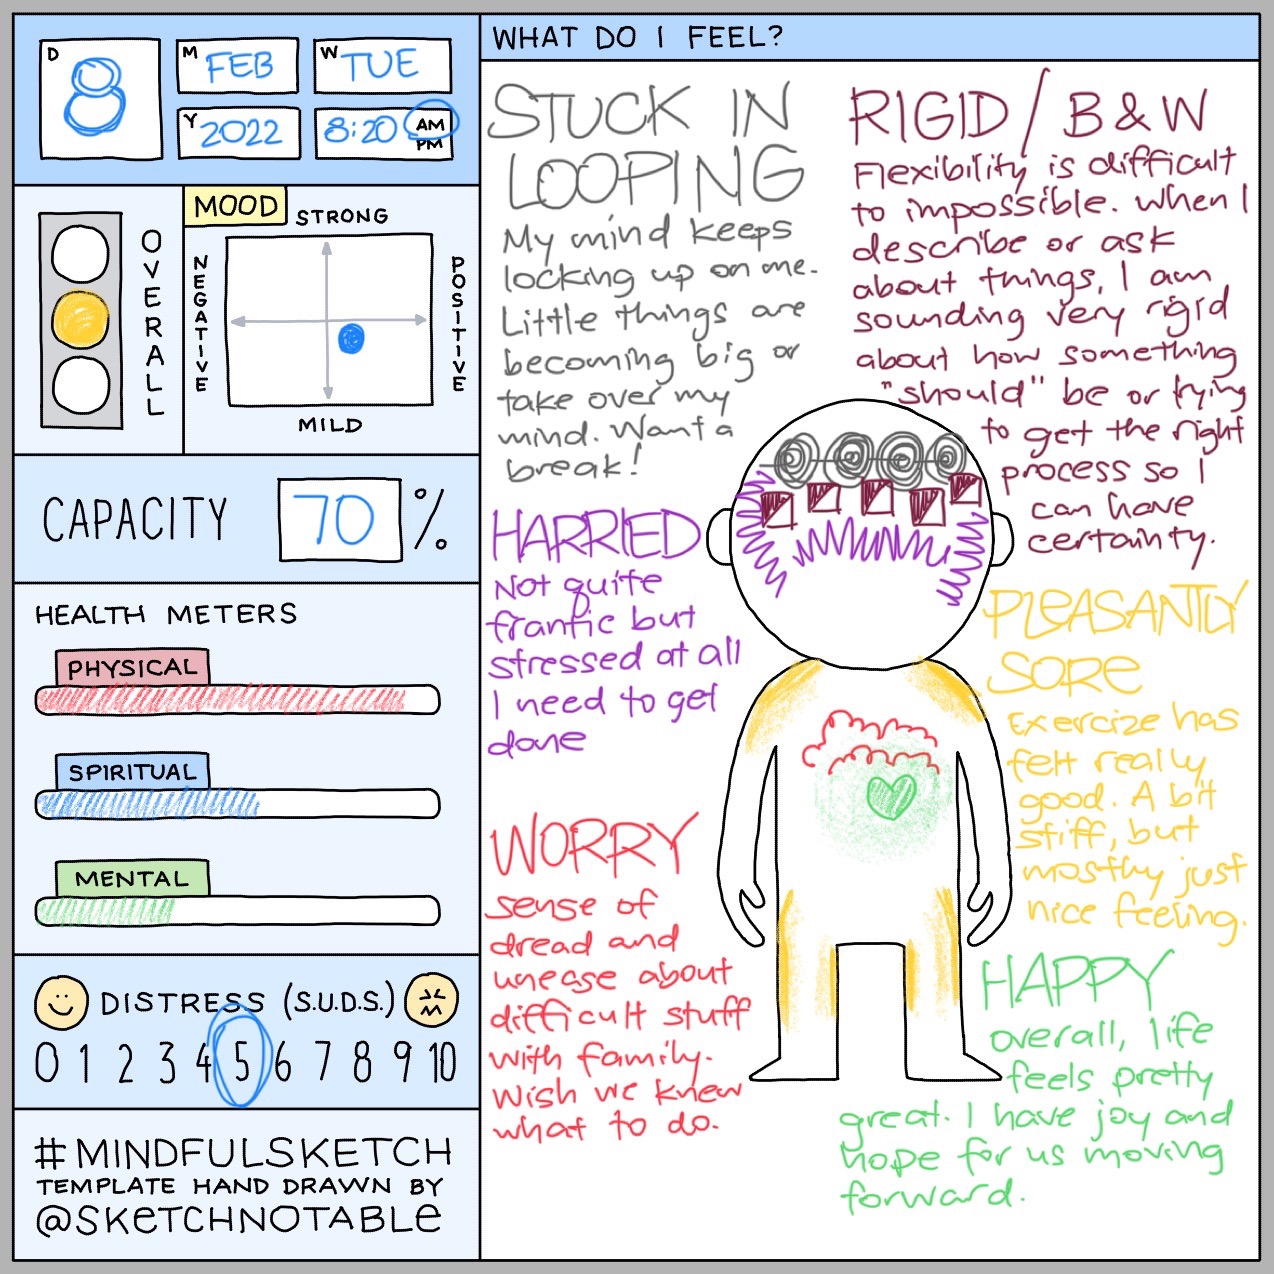 D 8
M FEB
W TUE
Y 2022
8:20 AM
PM
OVERALL
MOOD
STRONG
NEGATIVE
POSITIVE
MILD
CAPACITY 70 %
HEALTH METERS
PHYSICAL
SPIRITUAL
MENTAL
DISTRESS (S.U.D.S.)
0 1 2 3 4 5 6 7 8 9 10
#MINDFULSKETCH
TEMPLATE HAND DRAWN BY
@SKETCHNOTABLE
WHAT DO I FEEL?
STUCK IN
LOOPING
My mind keeps
locking up on me.
Little things are
becoming big or
take over my
mind. Want a
break!
RIGID / B & W
Flexibility is difficult
to impossible. When I
describe or ask
about things, I am
sounding very rigid
about how something
"should" be or trying
to get the right
process so I
can have
certainty.
HARRIED
Not quite
frantic but
stressed at all
I need to get
done
PLEASANTLY
SORE
Exercize has
felt really
good. A bit
stiff, but
mostly just
nice feeling.
WORRY
sense of
dread and
unease about
difficult stuff
with family.
Wish we knew
what to do.
HAPPY
overall, life
feels pretty
great. I have joy and
hope for us moving
forward.